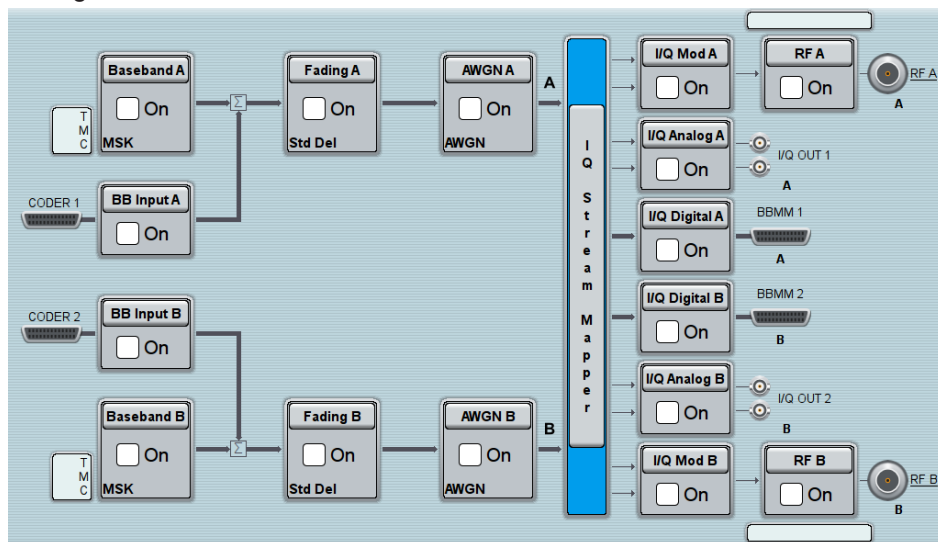 Baseband A
On
MSK
T
M
C
Σ
Fading A
On
Std Del
AWGN A
On
AWGN
A
I/Q Mod A
On
RF A
On
RF A
A
I/Q Analog A
On
I/Q OUT 1
A
CODER 1
BB Input A
On
I/Q Digital A
On
BBMM 1
A
I
Q
S
t
r
e
a
m
M
a
p
p
e
r
CODER 2
BB Input B
On
I/Q Digital B
On
BBMM 2
B
I/Q Analog B
On
I/Q OUT 2
B
Baseband B
On
MSK
T
M
C
Σ
Fading B
On
Std Del
AWGN B
On
AWGN
B
I/Q Mod B
On
RF B
On
RF B
B